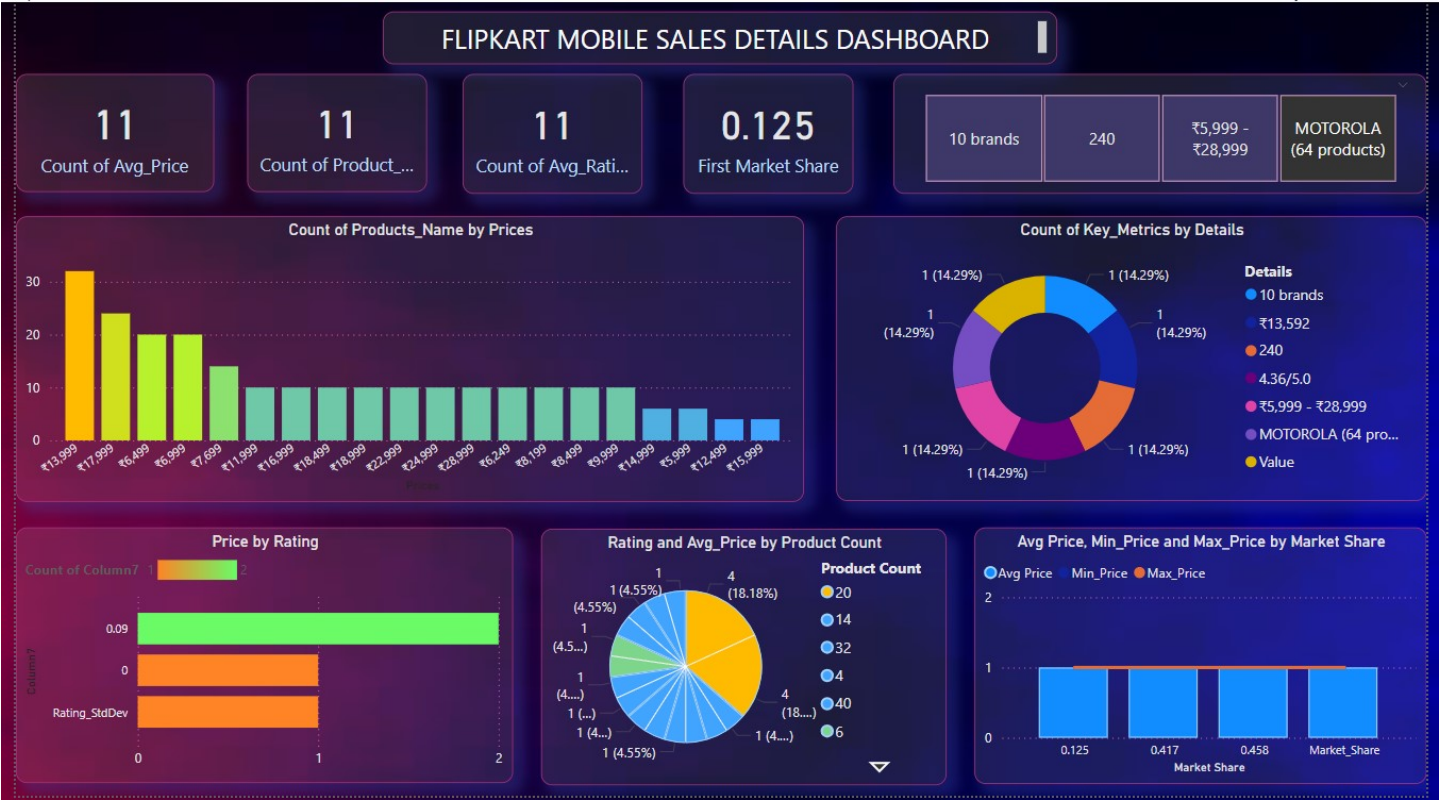 FLIPKART MOBILE SALES DETAILS DASHBOARD
11
Count of Avg_Price
11
Count of Product_...
11
Count of Avg_Rati...
0.125
First Market Share
10 brands
240
₹5,999 -
₹28,999
MOTOROLA
(64 products)
Count of Products_Name by Prices
30
20
10
0
₹13,999
₹17,999
₹6,499
₹6,999
₹7,699
₹11,999
₹16,999
₹18,499
₹18,999
₹22,999
₹24,999
₹28,999
₹6,249
₹8,199
₹8,499
₹9,999
₹14,999
₹5,999
₹12,499
₹15,999
Prices
Count of Key_Metrics by Details
1 (14.29%)
1 (14.29%)
1
(14.29%)
1
(14.29%)
1 (14.29%)
1 (14.29%)
1 (14.29%)
Details
10 brands
₹13,592
240
4.36/5.0
₹5,999 - ₹28,999
MOTOROLA (64 pro...
Value
Price by Rating
Count of Column7 1 2
Column7
0.09
0
Rating_StdDev
0
1
2
Rating and Avg_Price by Product Count
1
4
(18.18%)
1 (4.55%)
(4.55%)
1
(4.5...)
1
(4....)
1 (...)
1 (4...)
1 (4.55%)
4
(18....)
1 (4....)
Product Count
20
14
32
4
40
6
Avg Price, Min_Price and Max_Price by Market Share
Avg Price Min_Price Max_Price
2
1
0
0.125
0.417
0.458
Market_Share
Market Share